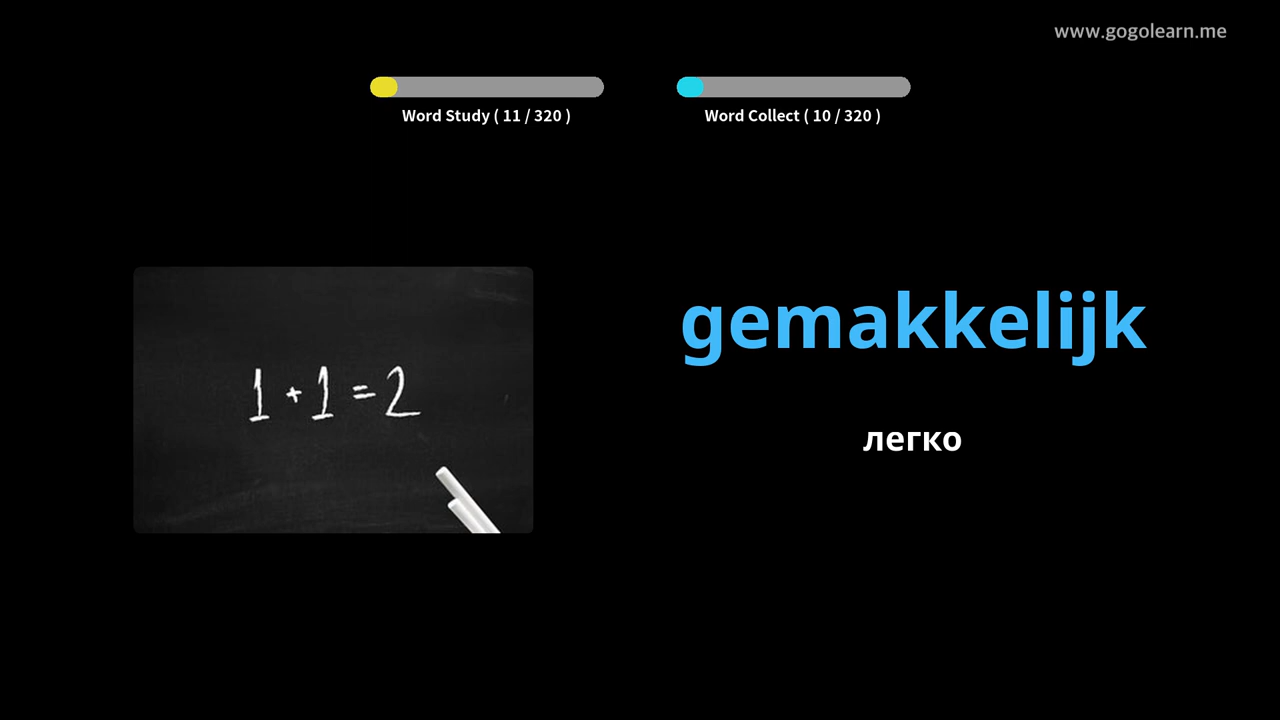 www.gogolearn.me
Word Study ( 11 / 320 )
Word Collect ( 10 / 320 )
1 + 1 = 2
gemakkelijk
легко